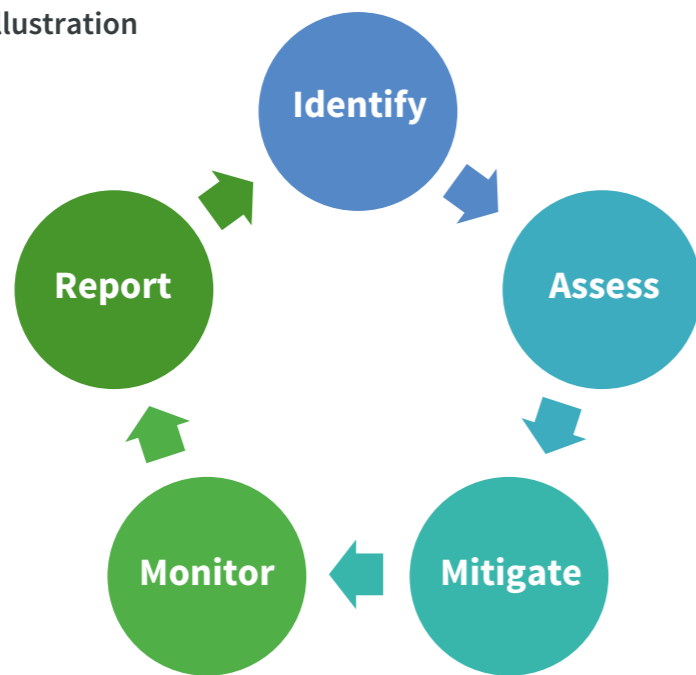 llustration
Identify
Assess
Mitigate
Monitor
Report